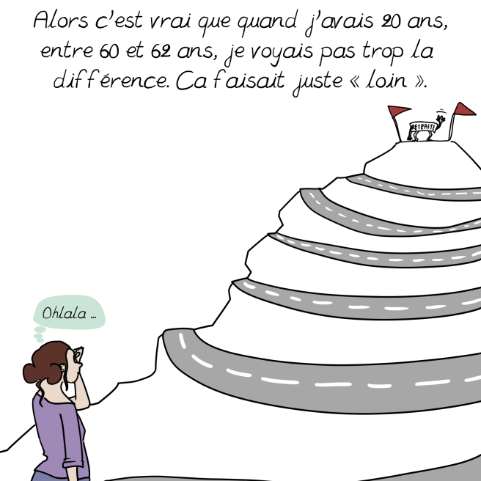 Alors c'est vrai que quand j'avais 20 ans,
entre 60 et 62 ans, je voyais pas trop la
différence. Ca faisait juste « loin ».
RETRAITE
Ohlala ...